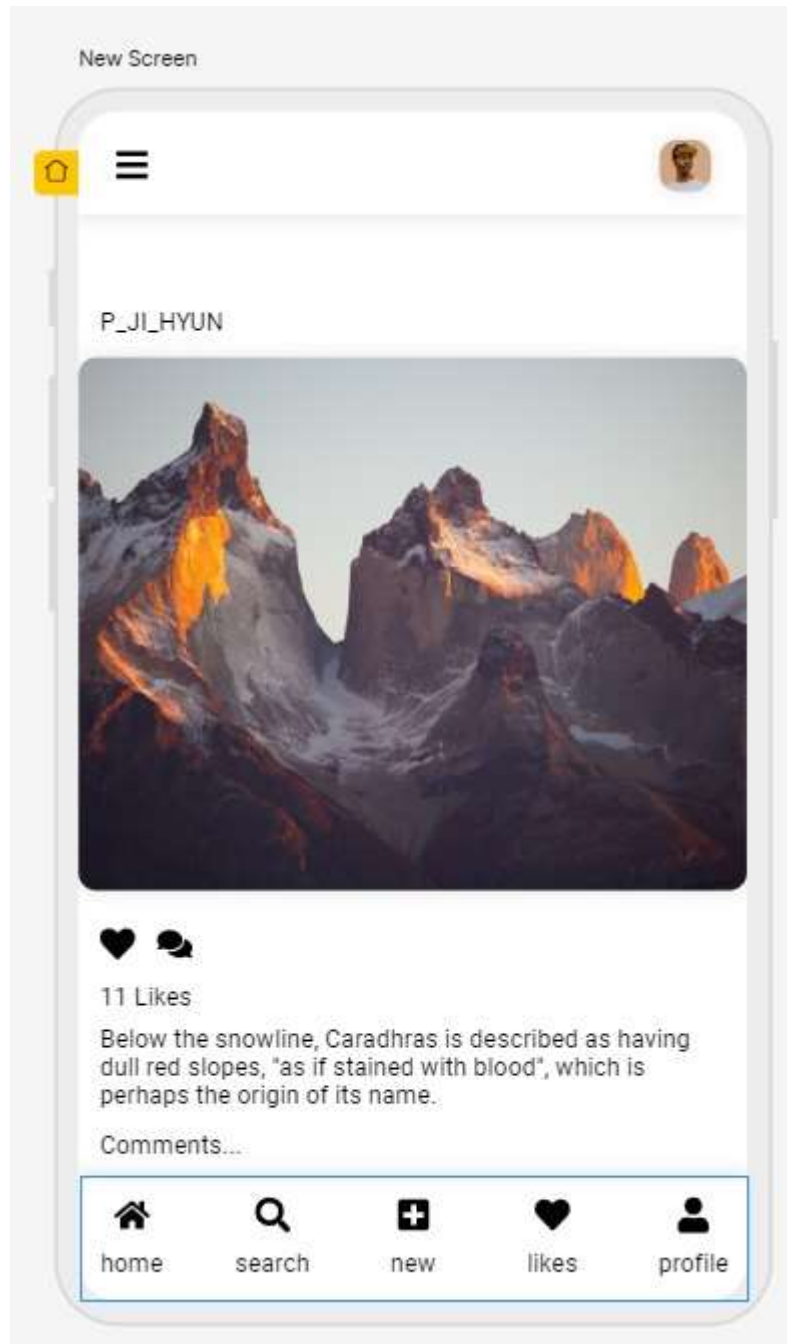 New Screen
P_JI_HYUN
11 Likes
Below the snowline, Caradhras is described as having
dull red slopes, "as if stained with blood", which is
perhaps the origin of its name.
Comments...
home search new likes profile